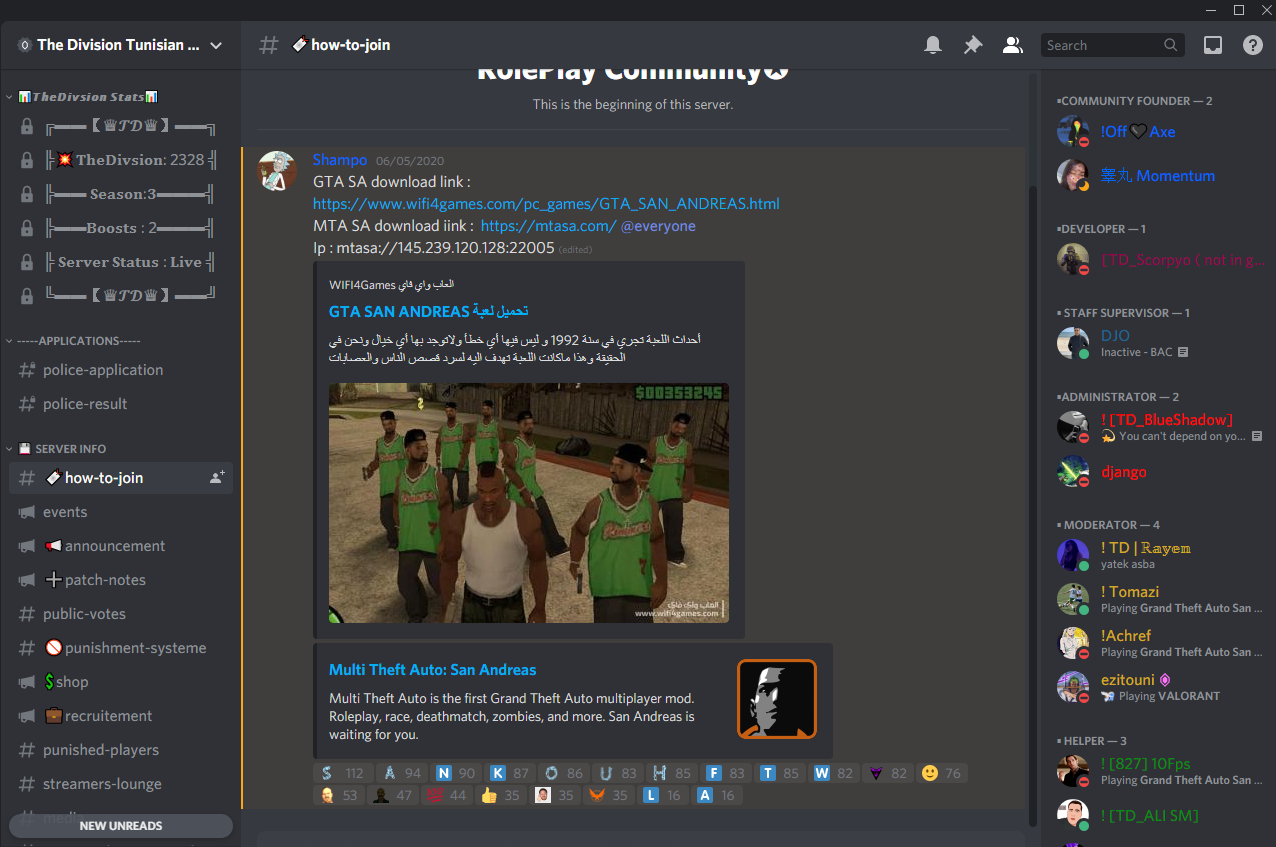 The Division Tunisian ...
how-to-join
Search
TheDivsion Stats
╔═══【♕𝓣𝓓♕】═══╗
╠💥 TheDivsion: 2328 ╣
╠═══ Season:3═════╣
╠═══Boosts : 2═════╣
╠ Server Status : Live ╣
╚═══【♕𝓣𝓓♕】═══╝
-----APPLICATIONS-----
police-application
police-result
SERVER INFO
how-to-join
events
announcement
patch-notes
public-votes
punishment-systeme
shop
recruitement
punished-players
streamers-lounge
NEW UNREADS
RolePlay Community
This is the beginning of this server.
Shampo 06/05/2020
GTA SA download link :
https://www.wifi4games.com/pc_games/GTA_SAN_ANDREAS.html
MTA SA download iink : https://mtasa.com/ @everyone
Ip : mtasa://145.239.120.128:22005 (edited)
WIFI4Games العاب واي فاي
تحميل لعبة GTA SAN ANDREAS
أحداث اللعبة تجري في سنة 1992 و ليس فيها أي خطأ ولاتوجد بها أي خيال ونحن في
الحقيقة وهذا ماكانت اللعبة تهدف اليه لسرد قصص الناس والعصابات
$00353245
العاب واي فاي
www.wifi4games.com
Multi Theft Auto: San Andreas
Multi Theft Auto is the first Grand Theft Auto multiplayer mod.
Roleplay, race, deathmatch, zombies, and more. San Andreas is
waiting for you.
S 112 A 94 N 90 K 87 O 86 U 83 H 85 F 83 T 85 W 82 82 76
53 47 44 35 35 35 L 16 A 16
COMMUNITY FOUNDER — 2
!Off🖤Axe
睾丸 Momentum
DEVELOPER — 1
[TD_Scorpyo ( not in g...
STAFF SUPERVISOR — 1
DJO
Inactive - BAC
ADMINISTRATOR — 2
! [TD_BlueShadow]
You can't depend on yo...
django
MODERATOR — 4
! TD | ℝ𝕒𝕪𝕖𝕞
yatek asba
! Tomazi
Playing Grand Theft Auto San ...
!Achref
Playing Grand Theft Auto San ...
ezitouni
Playing VALORANT
HELPER — 3
! [827] 10Fps
Playing Grand Theft Auto San ...
! [TD_ALI SM]